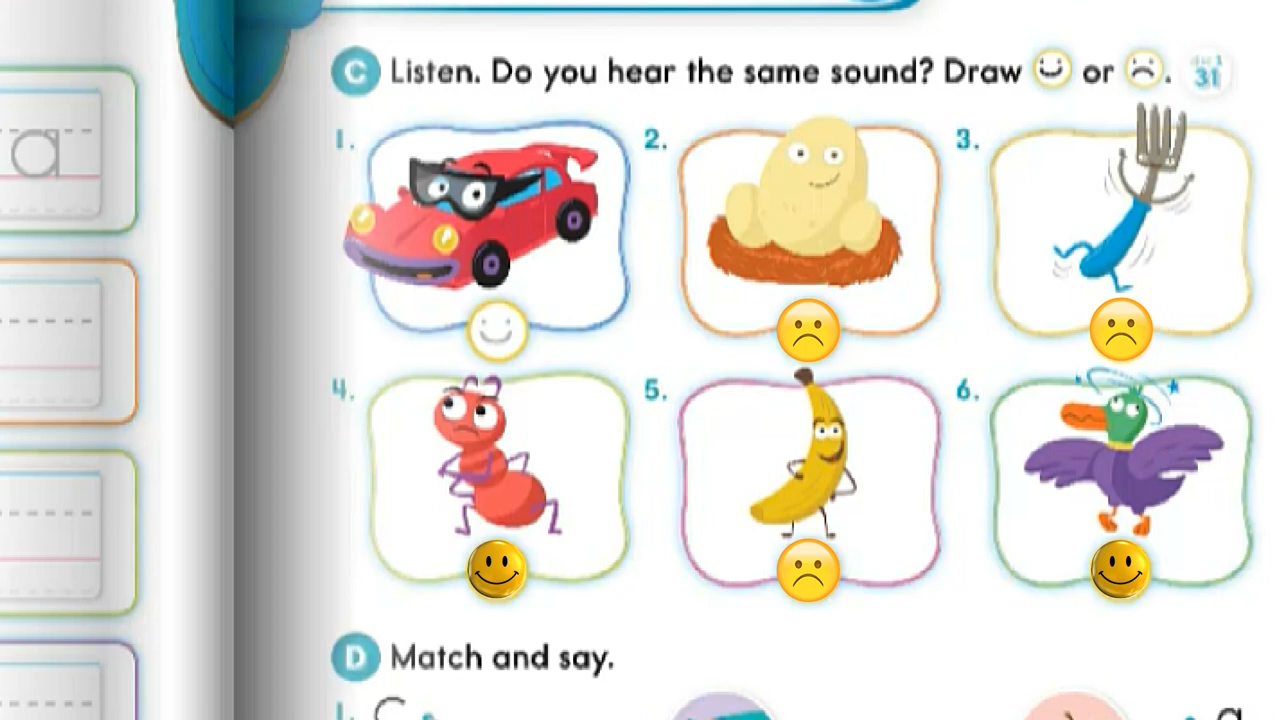 a
C Listen. Do you hear the same sound? Draw or . 31
1. 2. 3.
4. 5. 6.
D Match and say.
1. c a